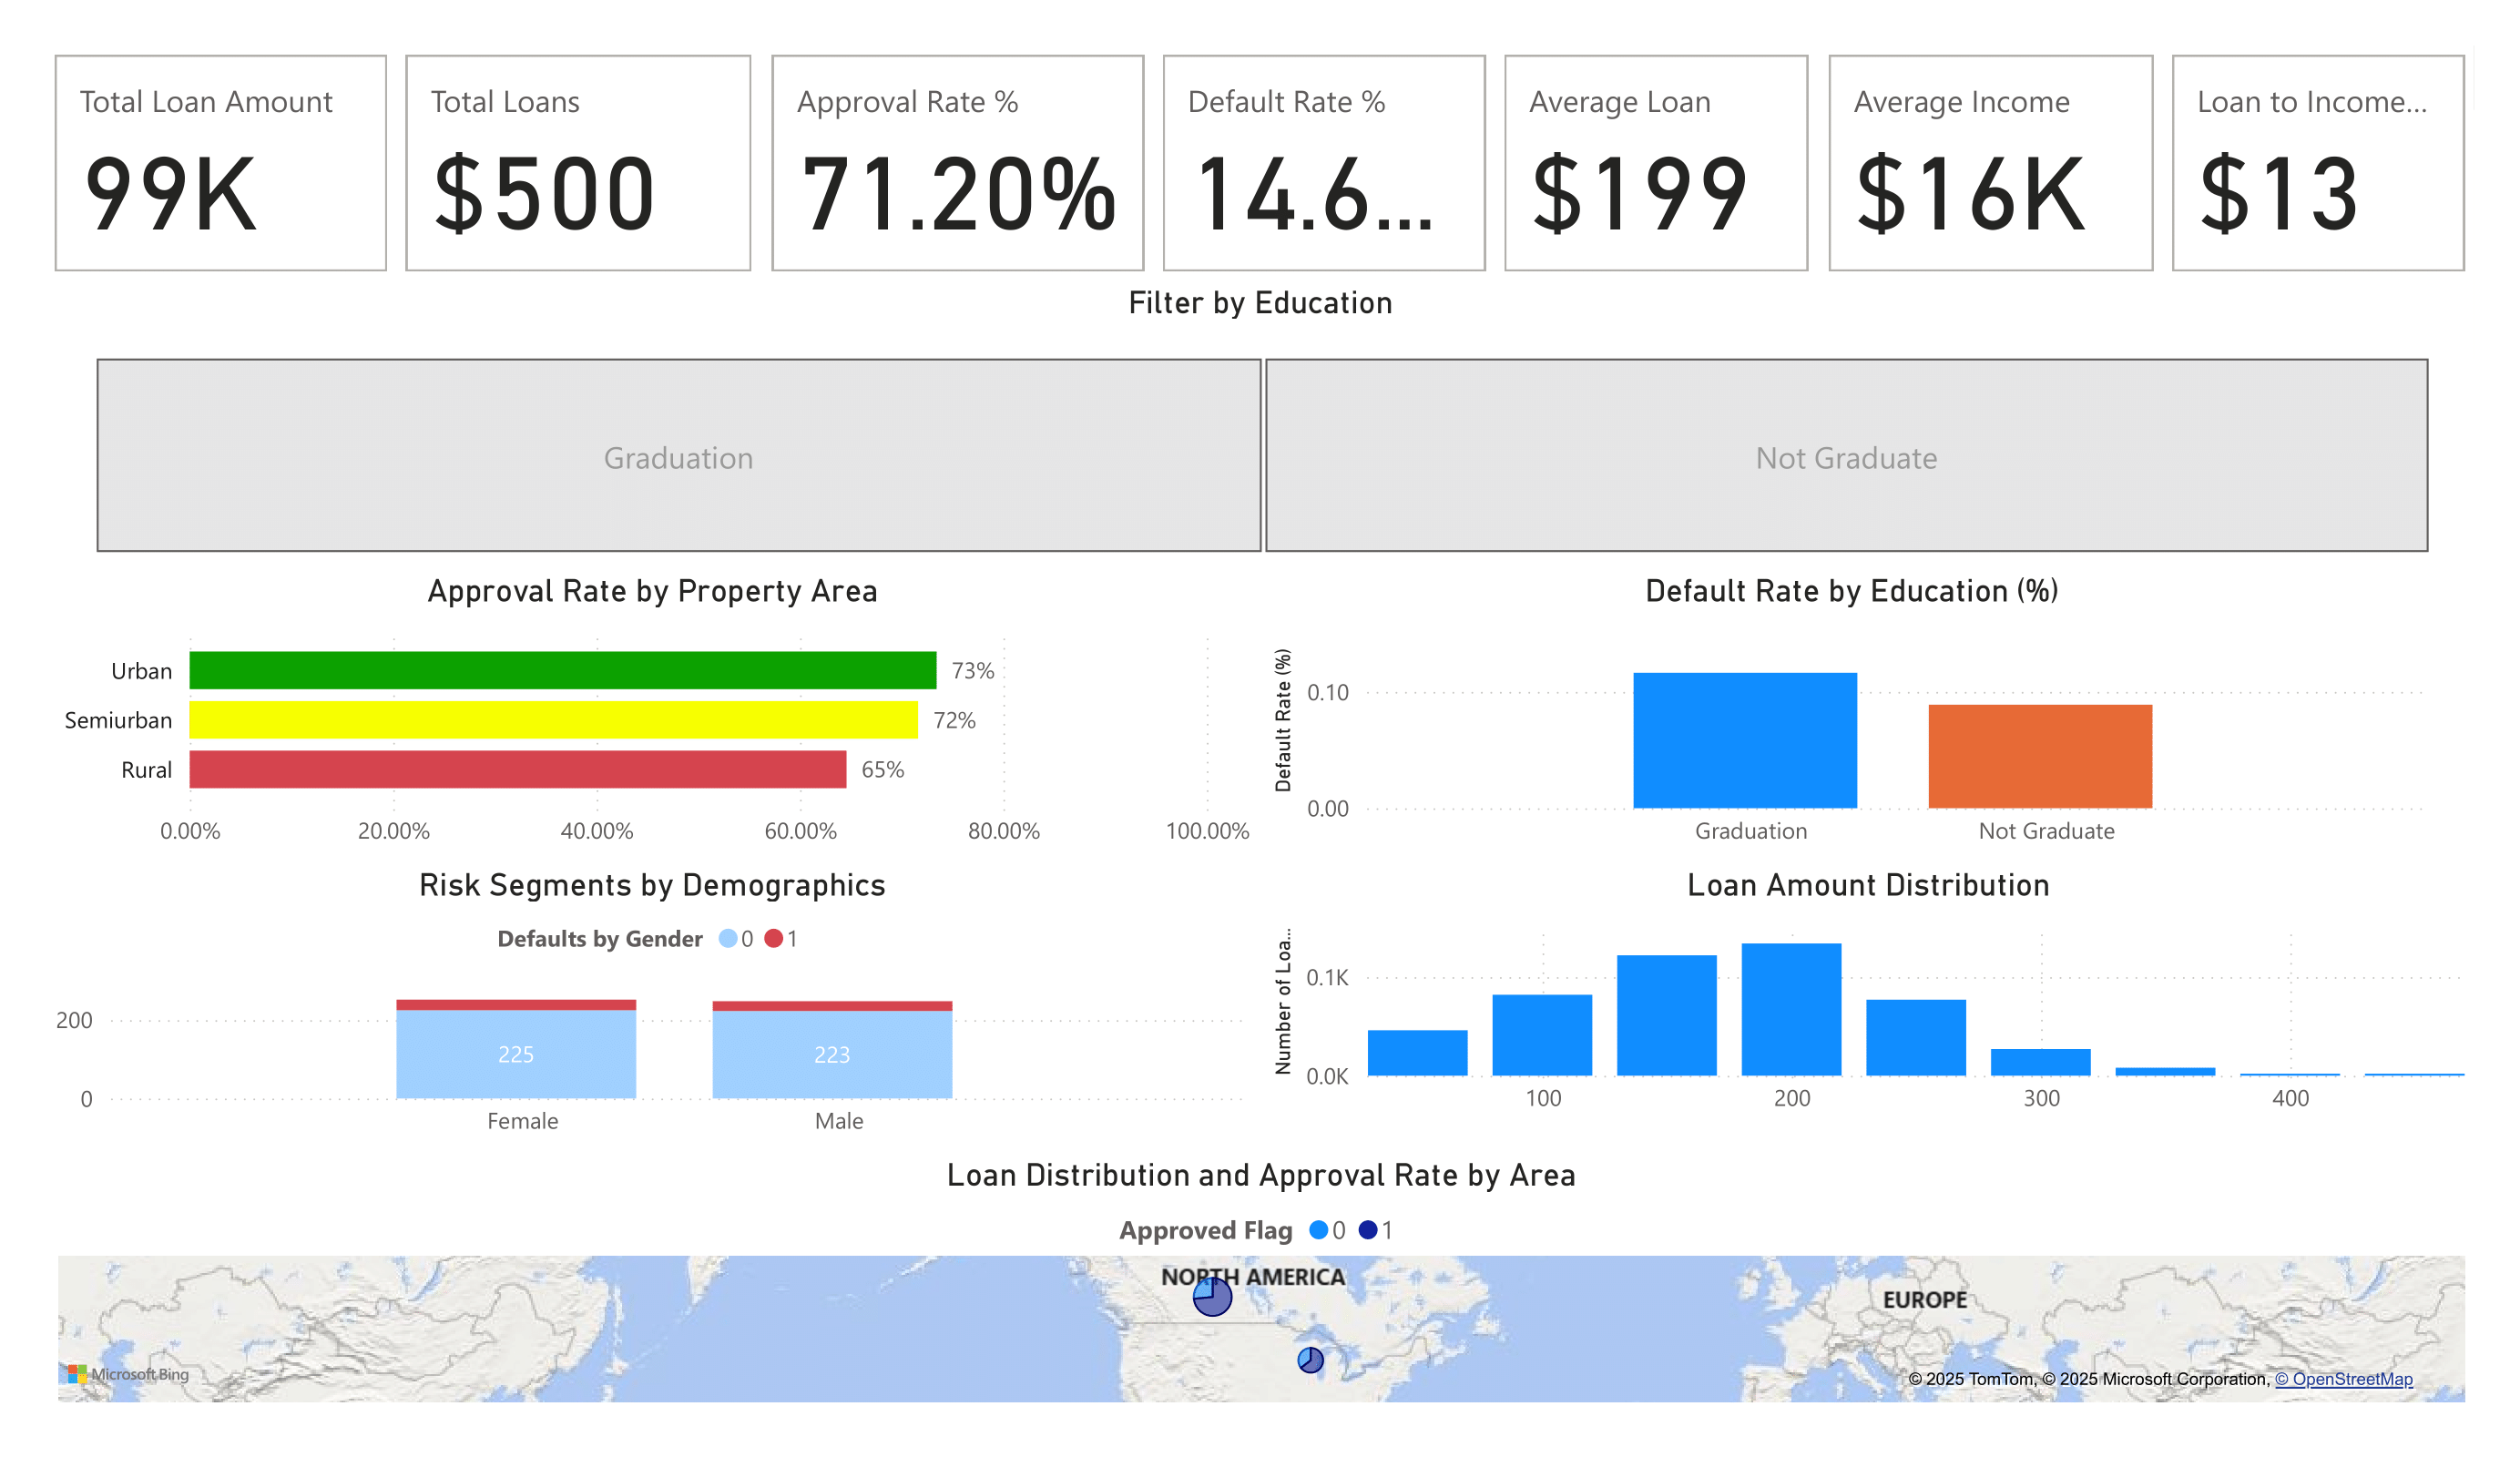 Total Loan Amount
99K
Total Loans
$500
Approval Rate %
71.20%
Default Rate %
14.6...
Average Loan
$199
Average Income
$16K
Loan to Income...
$13
Filter by Education
Graduation
Not Graduate
Approval Rate by Property Area
Urban
73%
Semiurban
72%
Rural
65%
0.00% 20.00% 40.00% 60.00% 80.00% 100.00%
Default Rate by Education (%)
Default Rate (%)
0.10
0.00
Graduation Not Graduate
Risk Segments by Demographics
Defaults by Gender 0 1
200
0
225
223
Female Male
Loan Amount Distribution
Number of Loa...
0.1K
0.0K
100 200 300 400
Loan Distribution and Approval Rate by Area
Approved Flag 0 1
NORTH AMERICA
EUROPE
Microsoft Bing
© 2025 TomTom, © 2025 Microsoft Corporation, © OpenStreetMap